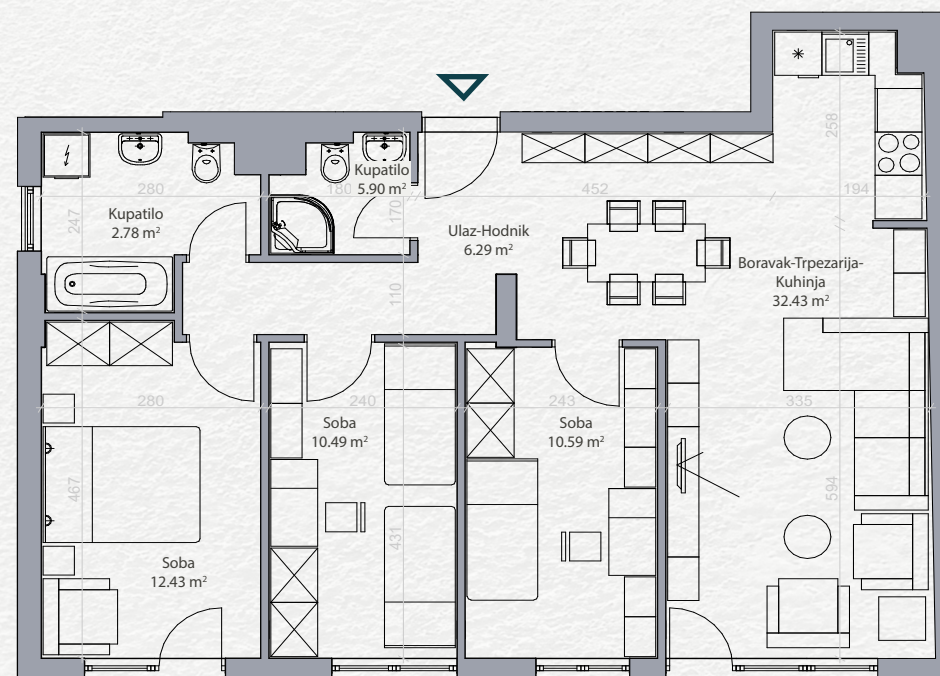 258
Kupatilo
5.90 m²
280
180
452
194
247
Kupatilo
2.78 m²
170
Ulaz-Hodnik
6.29 m²
Boravak-Trpezarija-
Kuhinja
32.43 m²
110
280
240
243
335
Soba
10.49 m²
Soba
10.59 m²
467
431
594
Soba
12.43 m²